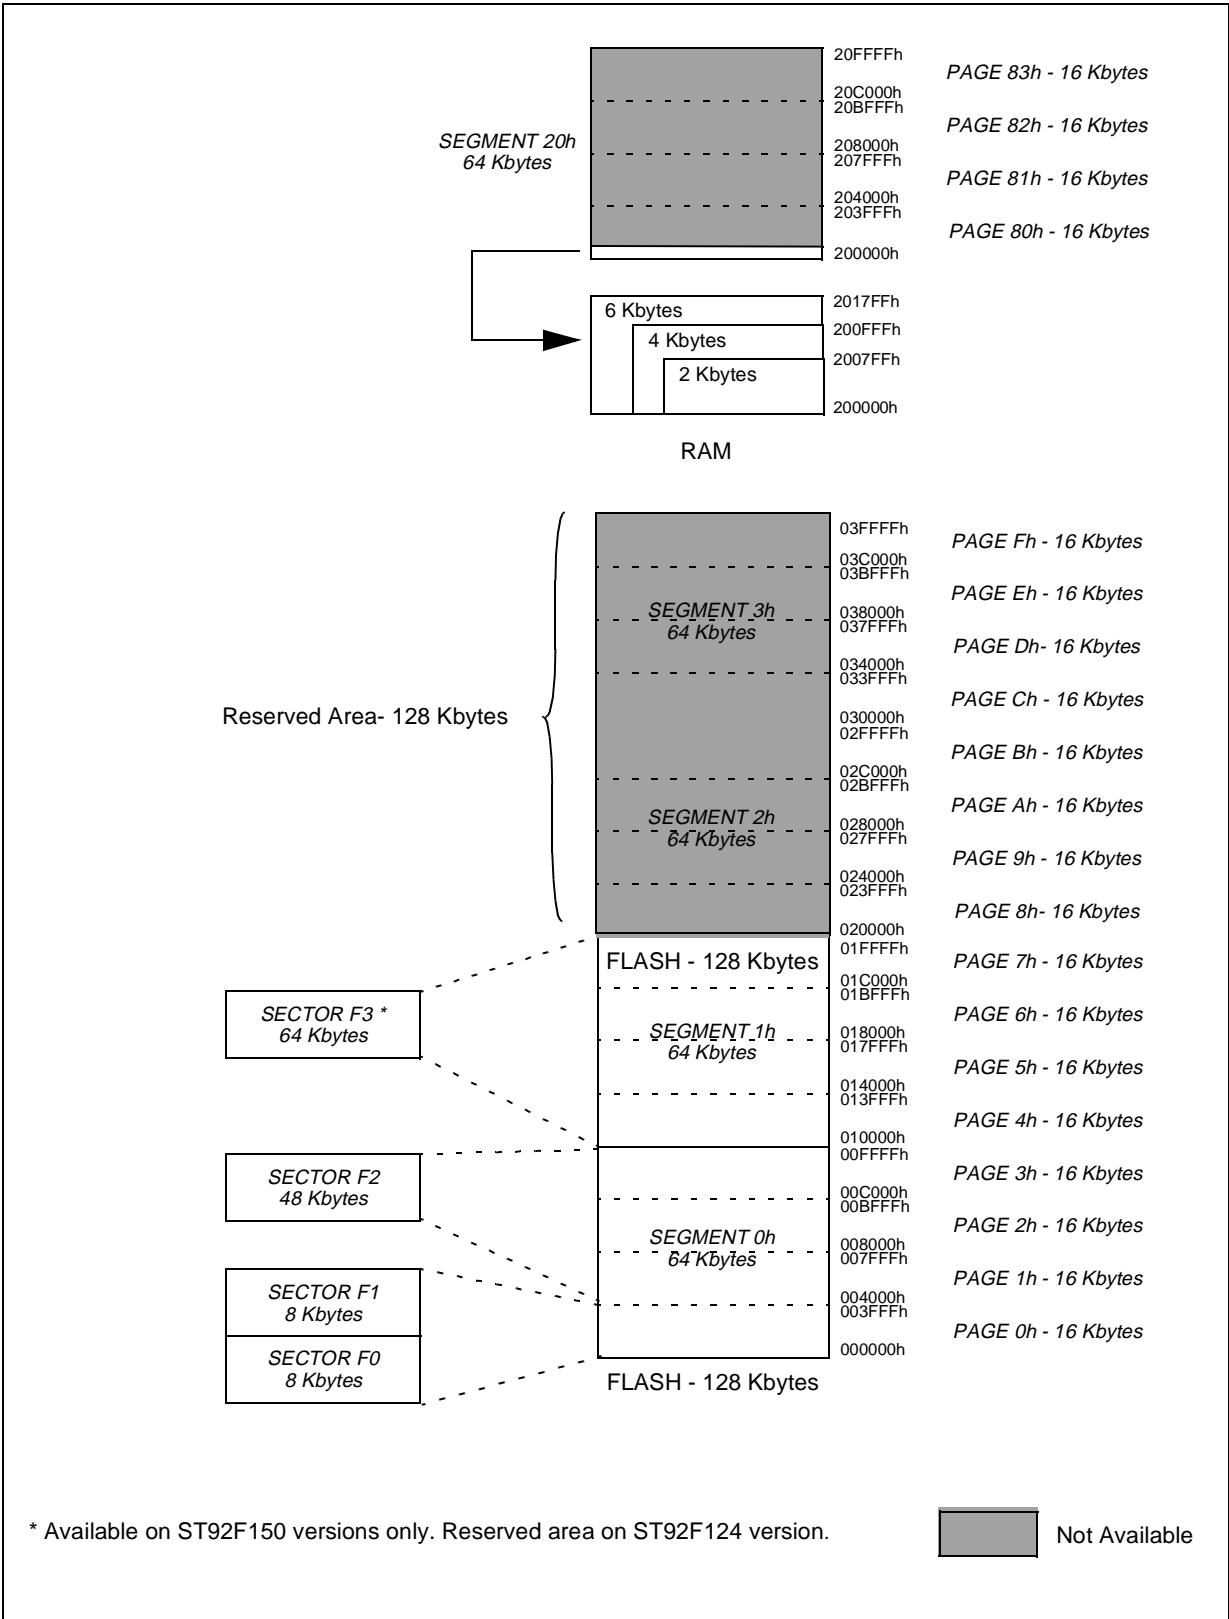 20FFFFh
PAGE 83h - 16 Kbytes
20C000h
20BFFFh
PAGE 82h - 16 Kbytes
SEGMENT 20h
64 Kbytes
208000h
207FFFh
PAGE 81h - 16 Kbytes
204000h
203FFFh
PAGE 80h - 16 Kbytes
200000h
6 Kbytes
2017FFh
4 Kbytes
200FFFh
2 Kbytes
2007FFh
200000h
RAM
03FFFFh
PAGE Fh - 16 Kbytes
03C000h
03BFFFh
PAGE Eh - 16 Kbytes
SEGMENT 3h
64 Kbytes
038000h
037FFFh
PAGE Dh- 16 Kbytes
034000h
033FFFh
PAGE Ch - 16 Kbytes
Reserved Area- 128 Kbytes
030000h
02FFFFh
PAGE Bh - 16 Kbytes
02C000h
02BFFFh
PAGE Ah - 16 Kbytes
SEGMENT 2h
64 Kbytes
028000h
027FFFh
PAGE 9h - 16 Kbytes
024000h
023FFFh
PAGE 8h- 16 Kbytes
020000h
01FFFFh
FLASH - 128 Kbytes
PAGE 7h - 16 Kbytes
01C000h
01BFFFh
SECTOR F3 *
64 Kbytes
PAGE 6h - 16 Kbytes
SEGMENT 1h
64 Kbytes
018000h
017FFFh
PAGE 5h - 16 Kbytes
014000h
013FFFh
PAGE 4h - 16 Kbytes
010000h
00FFFFh
SECTOR F2
48 Kbytes
PAGE 3h - 16 Kbytes
00C000h
00BFFFh
PAGE 2h - 16 Kbytes
SEGMENT 0h
64 Kbytes
008000h
007FFFh
PAGE 1h - 16 Kbytes
SECTOR F1
8 Kbytes
004000h
003FFFh
PAGE 0h - 16 Kbytes
SECTOR F0
8 Kbytes
000000h
FLASH - 128 Kbytes
* Available on ST92F150 versions only. Reserved area on ST92F124 version.
Not Available